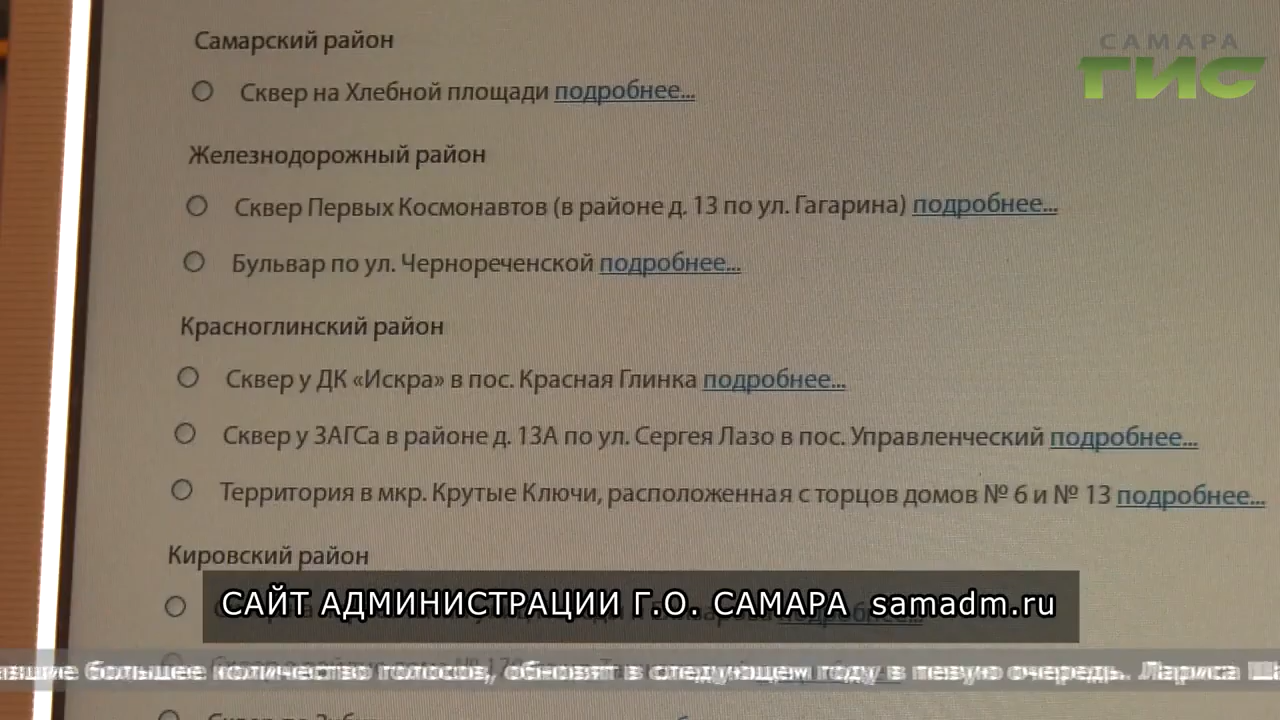 САМАРА
ГИС
Самарский район
Сквер на Хлебной площади подробнее...
Железнодорожный район
Сквер Первых Космонавтов (в районе д. 13 по ул. Гагарина) подробнее...
Бульвар по ул. Чернореченской подробнее...
Красноглинский район
Сквер у ДК «Искра» в пос. Красная Глинка подробнее...
Сквер у ЗАГСа в районе д. 13А по ул. Сергея Лазо в пос. Управленческий подробнее...
Территория в мкр. Крутые Ключи, расположенная с торцов домов № 6 и № 13 подробнее...
Кировский район
подробнее...
САЙТ АДМИНИСТРАЦИИ Г.О. САМАРА samadm.ru
большее количество голосов, обновят в следующем году в певую очередь. Лариса